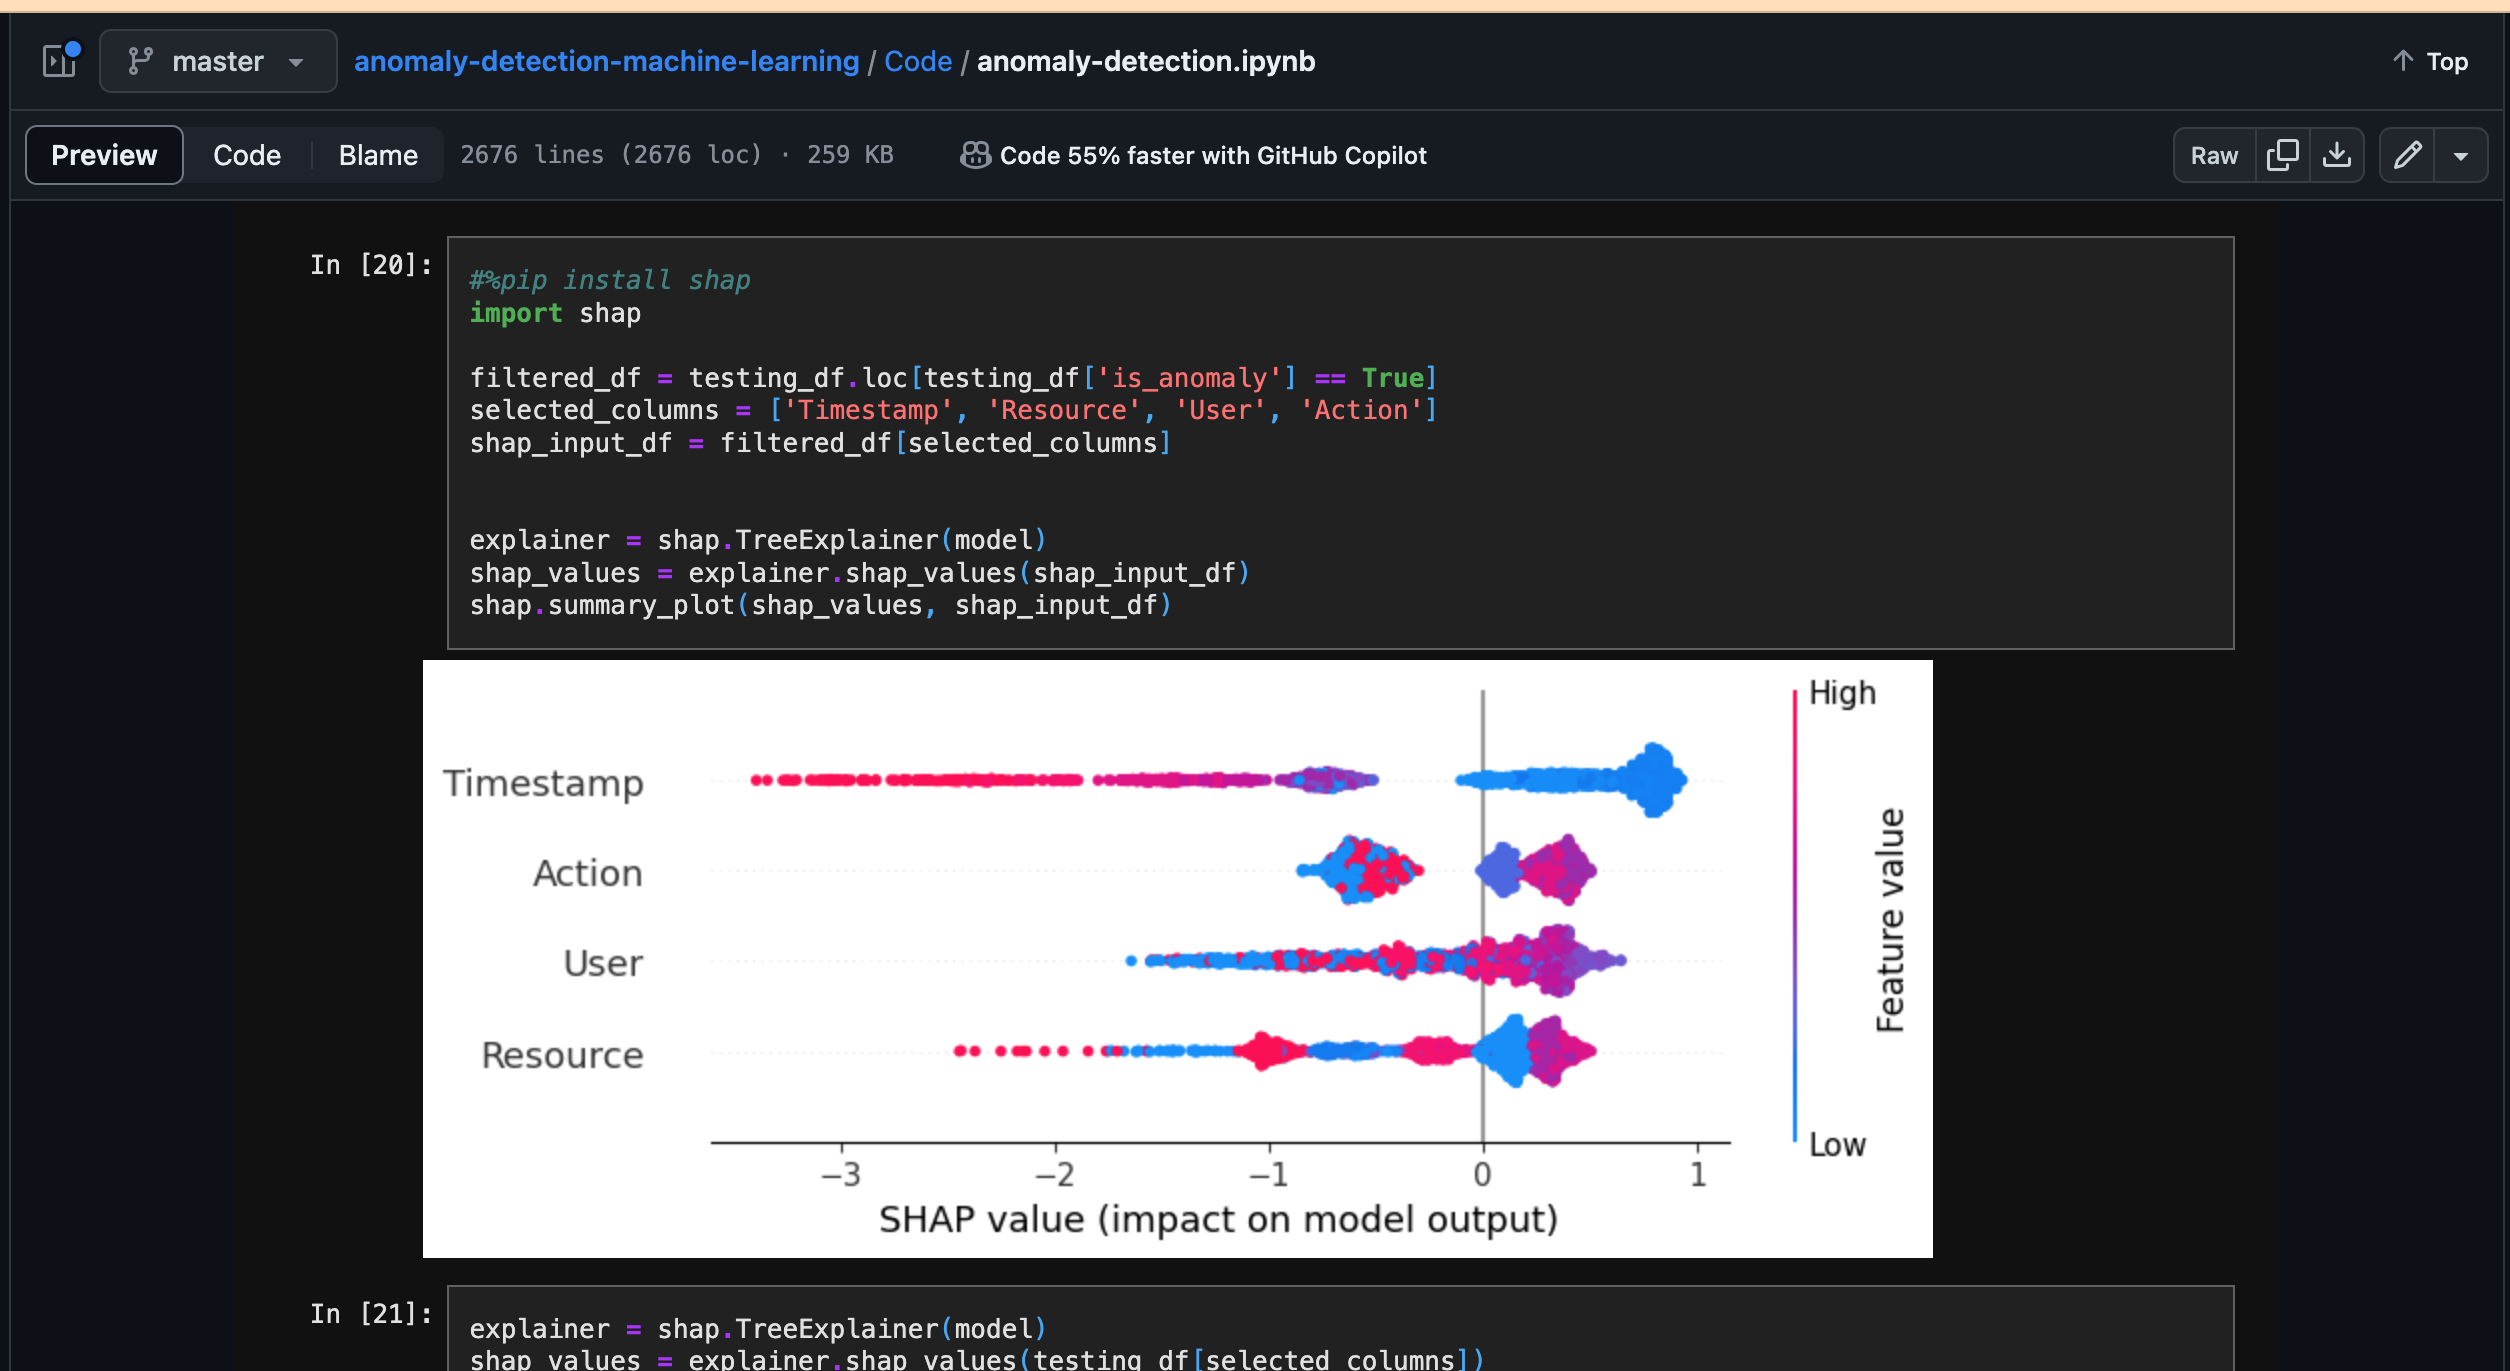 master
anomaly-detection-machine-learning / Code / anomaly-detection.ipynb
Top
Preview
Code
Blame
2676 lines (2676 loc) · 259 KB
Code 55% faster with GitHub Copilot
Raw
In [20]:
#%pip install shap
import shap
filtered_df = testing_df.loc[testing_df['is_anomaly'] == True]
selected_columns = ['Timestamp', 'Resource', 'User', 'Action']
shap_input_df = filtered_df[selected_columns]
explainer = shap.TreeExplainer(model)
shap_values = explainer.shap_values(shap_input_df)
shap.summary_plot(shap_values, shap_input_df)
High
Timestamp
Action
User
Resource
Feature value
Low
−3
−2
−1
0
1
SHAP value (impact on model output)
In [21]:
explainer = shap.TreeExplainer(model)
shap_values = explainer.shap_values(testing_df[selected_columns])